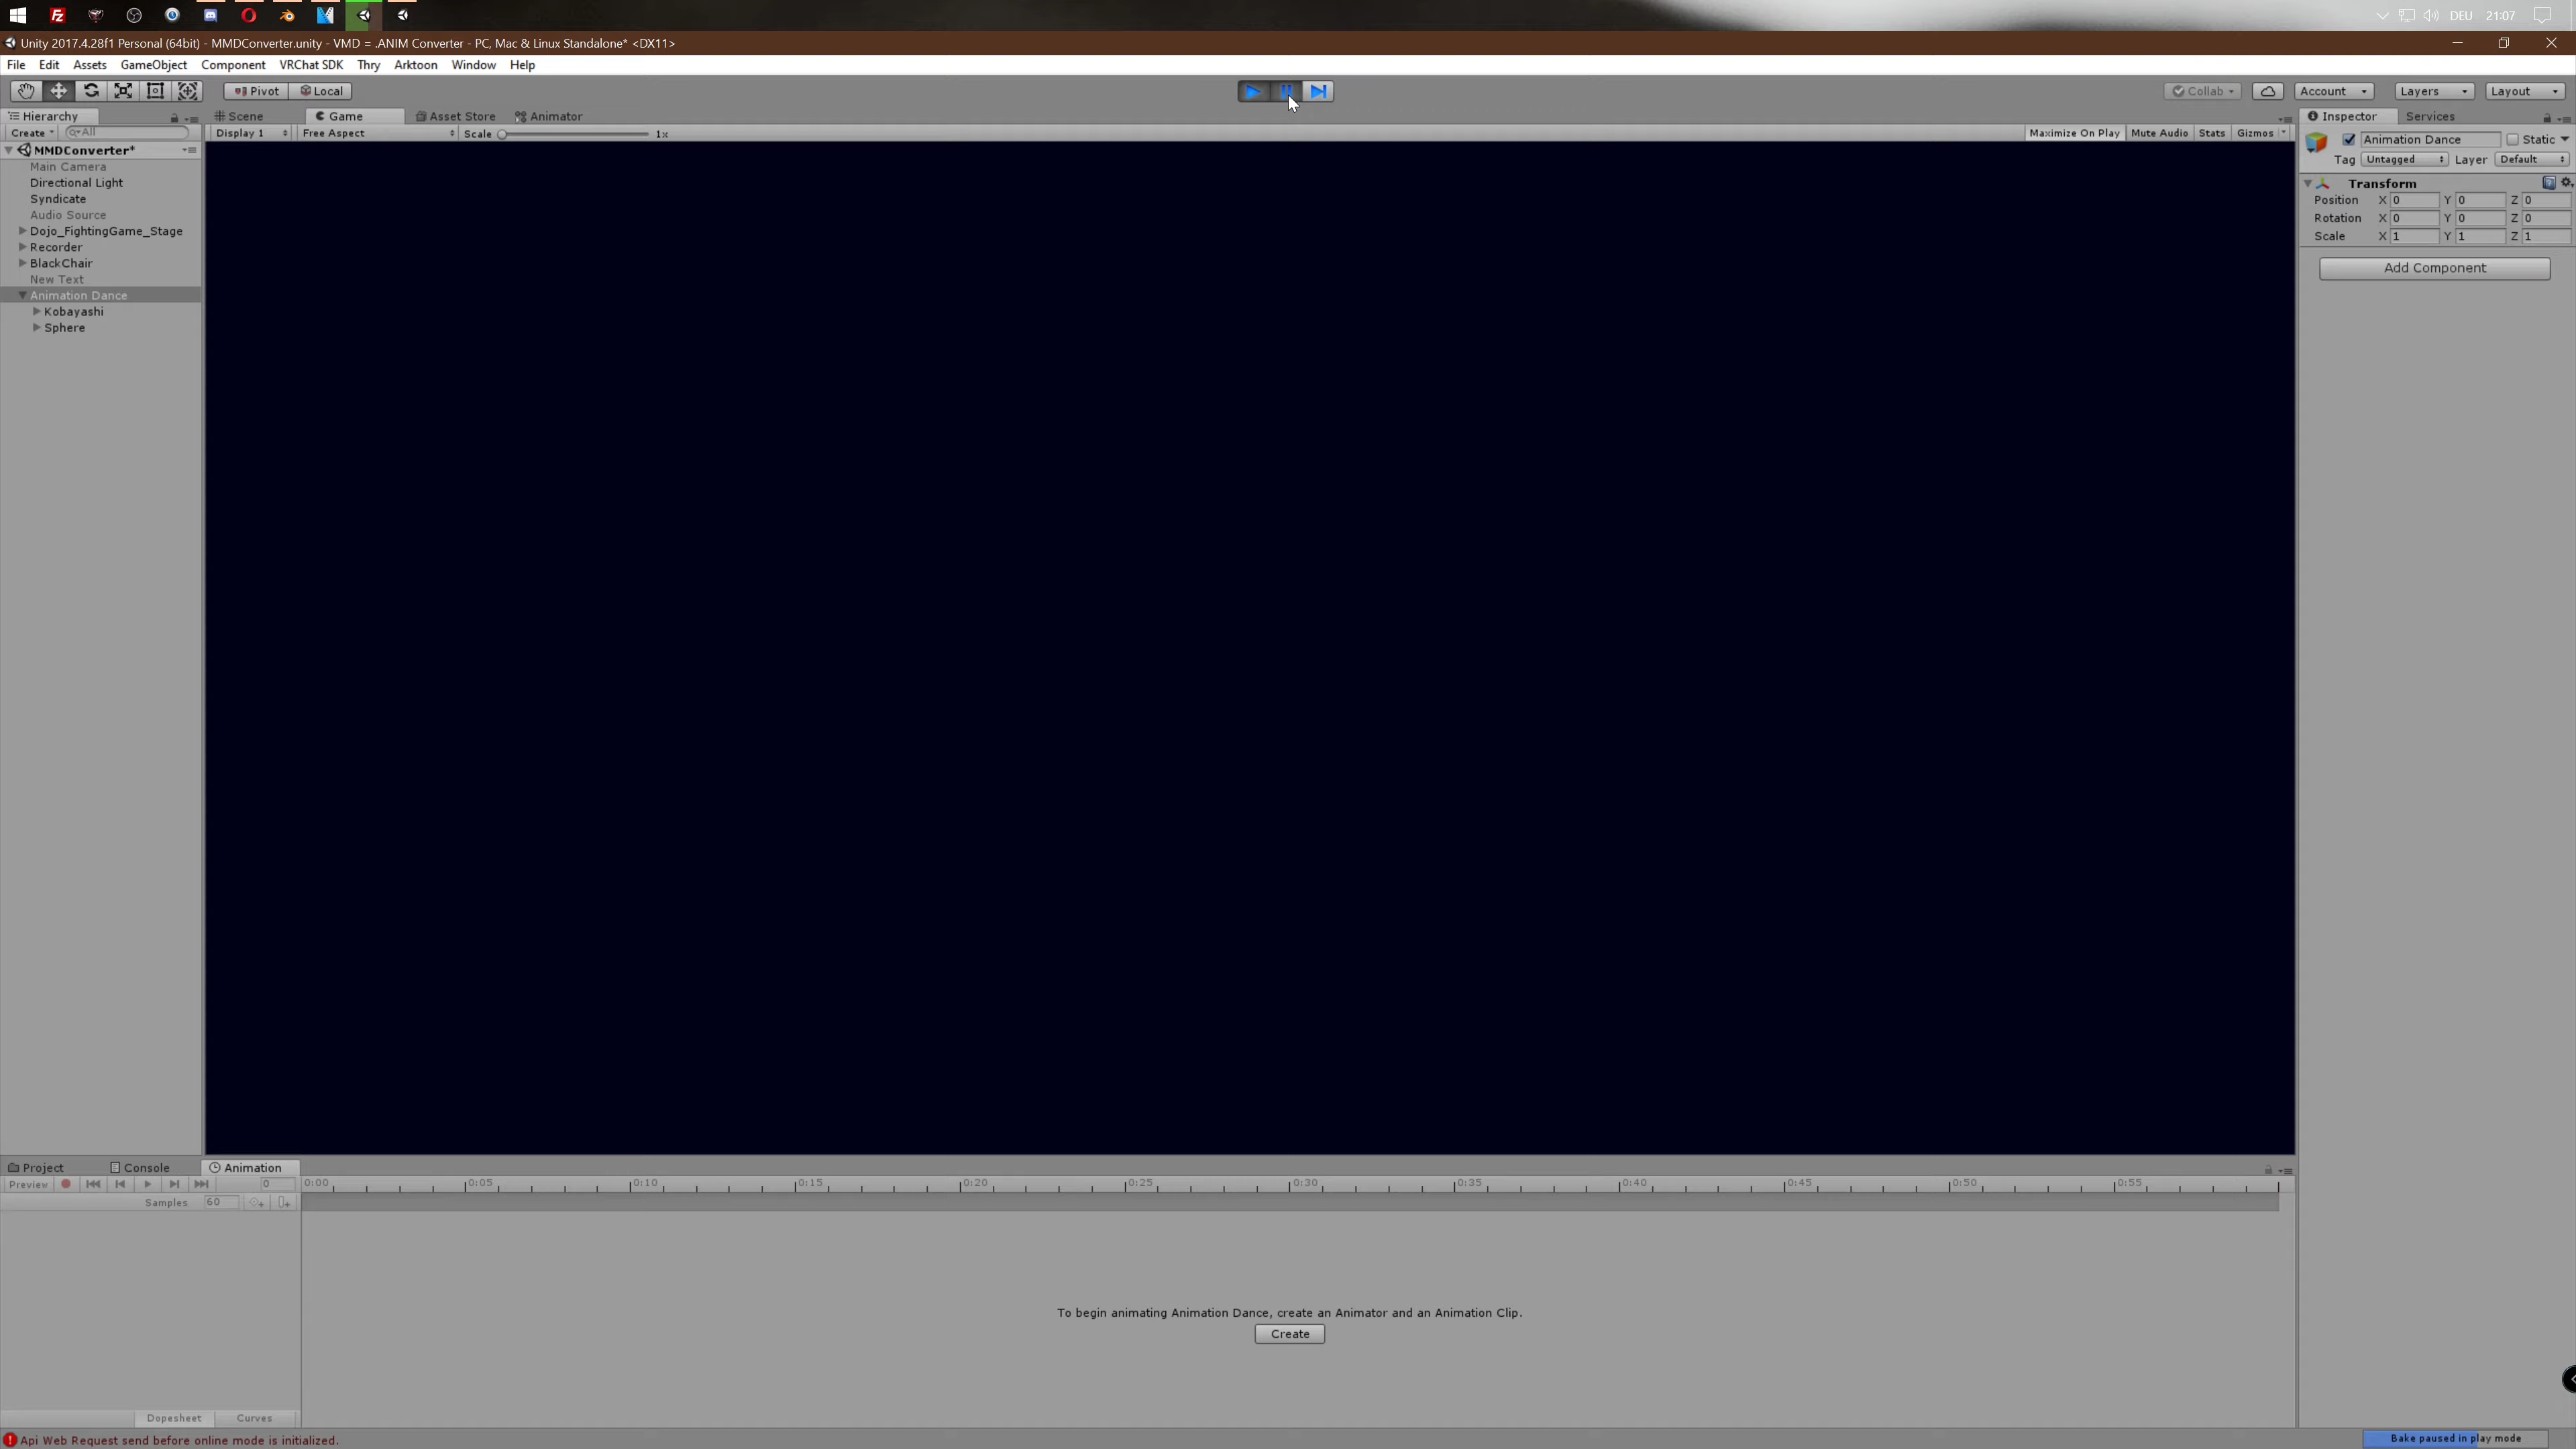 DEU 21:07
Unity 2017.4.28f1 Personal (64bit) - MMDConverter.unity - VMD = .ANIM Converter - PC, Mac & Linux Standalone* <DX11>
File Edit Assets GameObject Component VRChat SDK Thry Arktoon Window Help
Pivot Local Collab Account Layers Layout
Hierarchy Scene Game Asset Store Animator Inspector Services
Create All Display 1 Free Aspect Scale 1x Maximize On Play Mute Audio Stats Gizmos
Animation Dance Static
Tag Untagged Layer Default
MMDConverter*
Main Camera
Directional Light
Syndicate
Audio Source
Dojo_FightingGame_Stage
Recorder
BlackChair
New Text
Animation Dance
Kobayashi
Sphere
Transform
Position X 0 Y 0 Z 0
Rotation X 0 Y 0 Z 0
Scale X 1 Y 1 Z 1
Add Component
Project Console Animation
Preview 0 0:00 0:05 0:10 0:15 0:20 0:25 0:30 0:35 0:40 0:45 0:50 0:55
Samples 60
To begin animating Animation Dance, create an Animator and an Animation Clip.
Create
Dopesheet Curves
Api Web Request send before online mode is initialized.
Bake paused in play mode